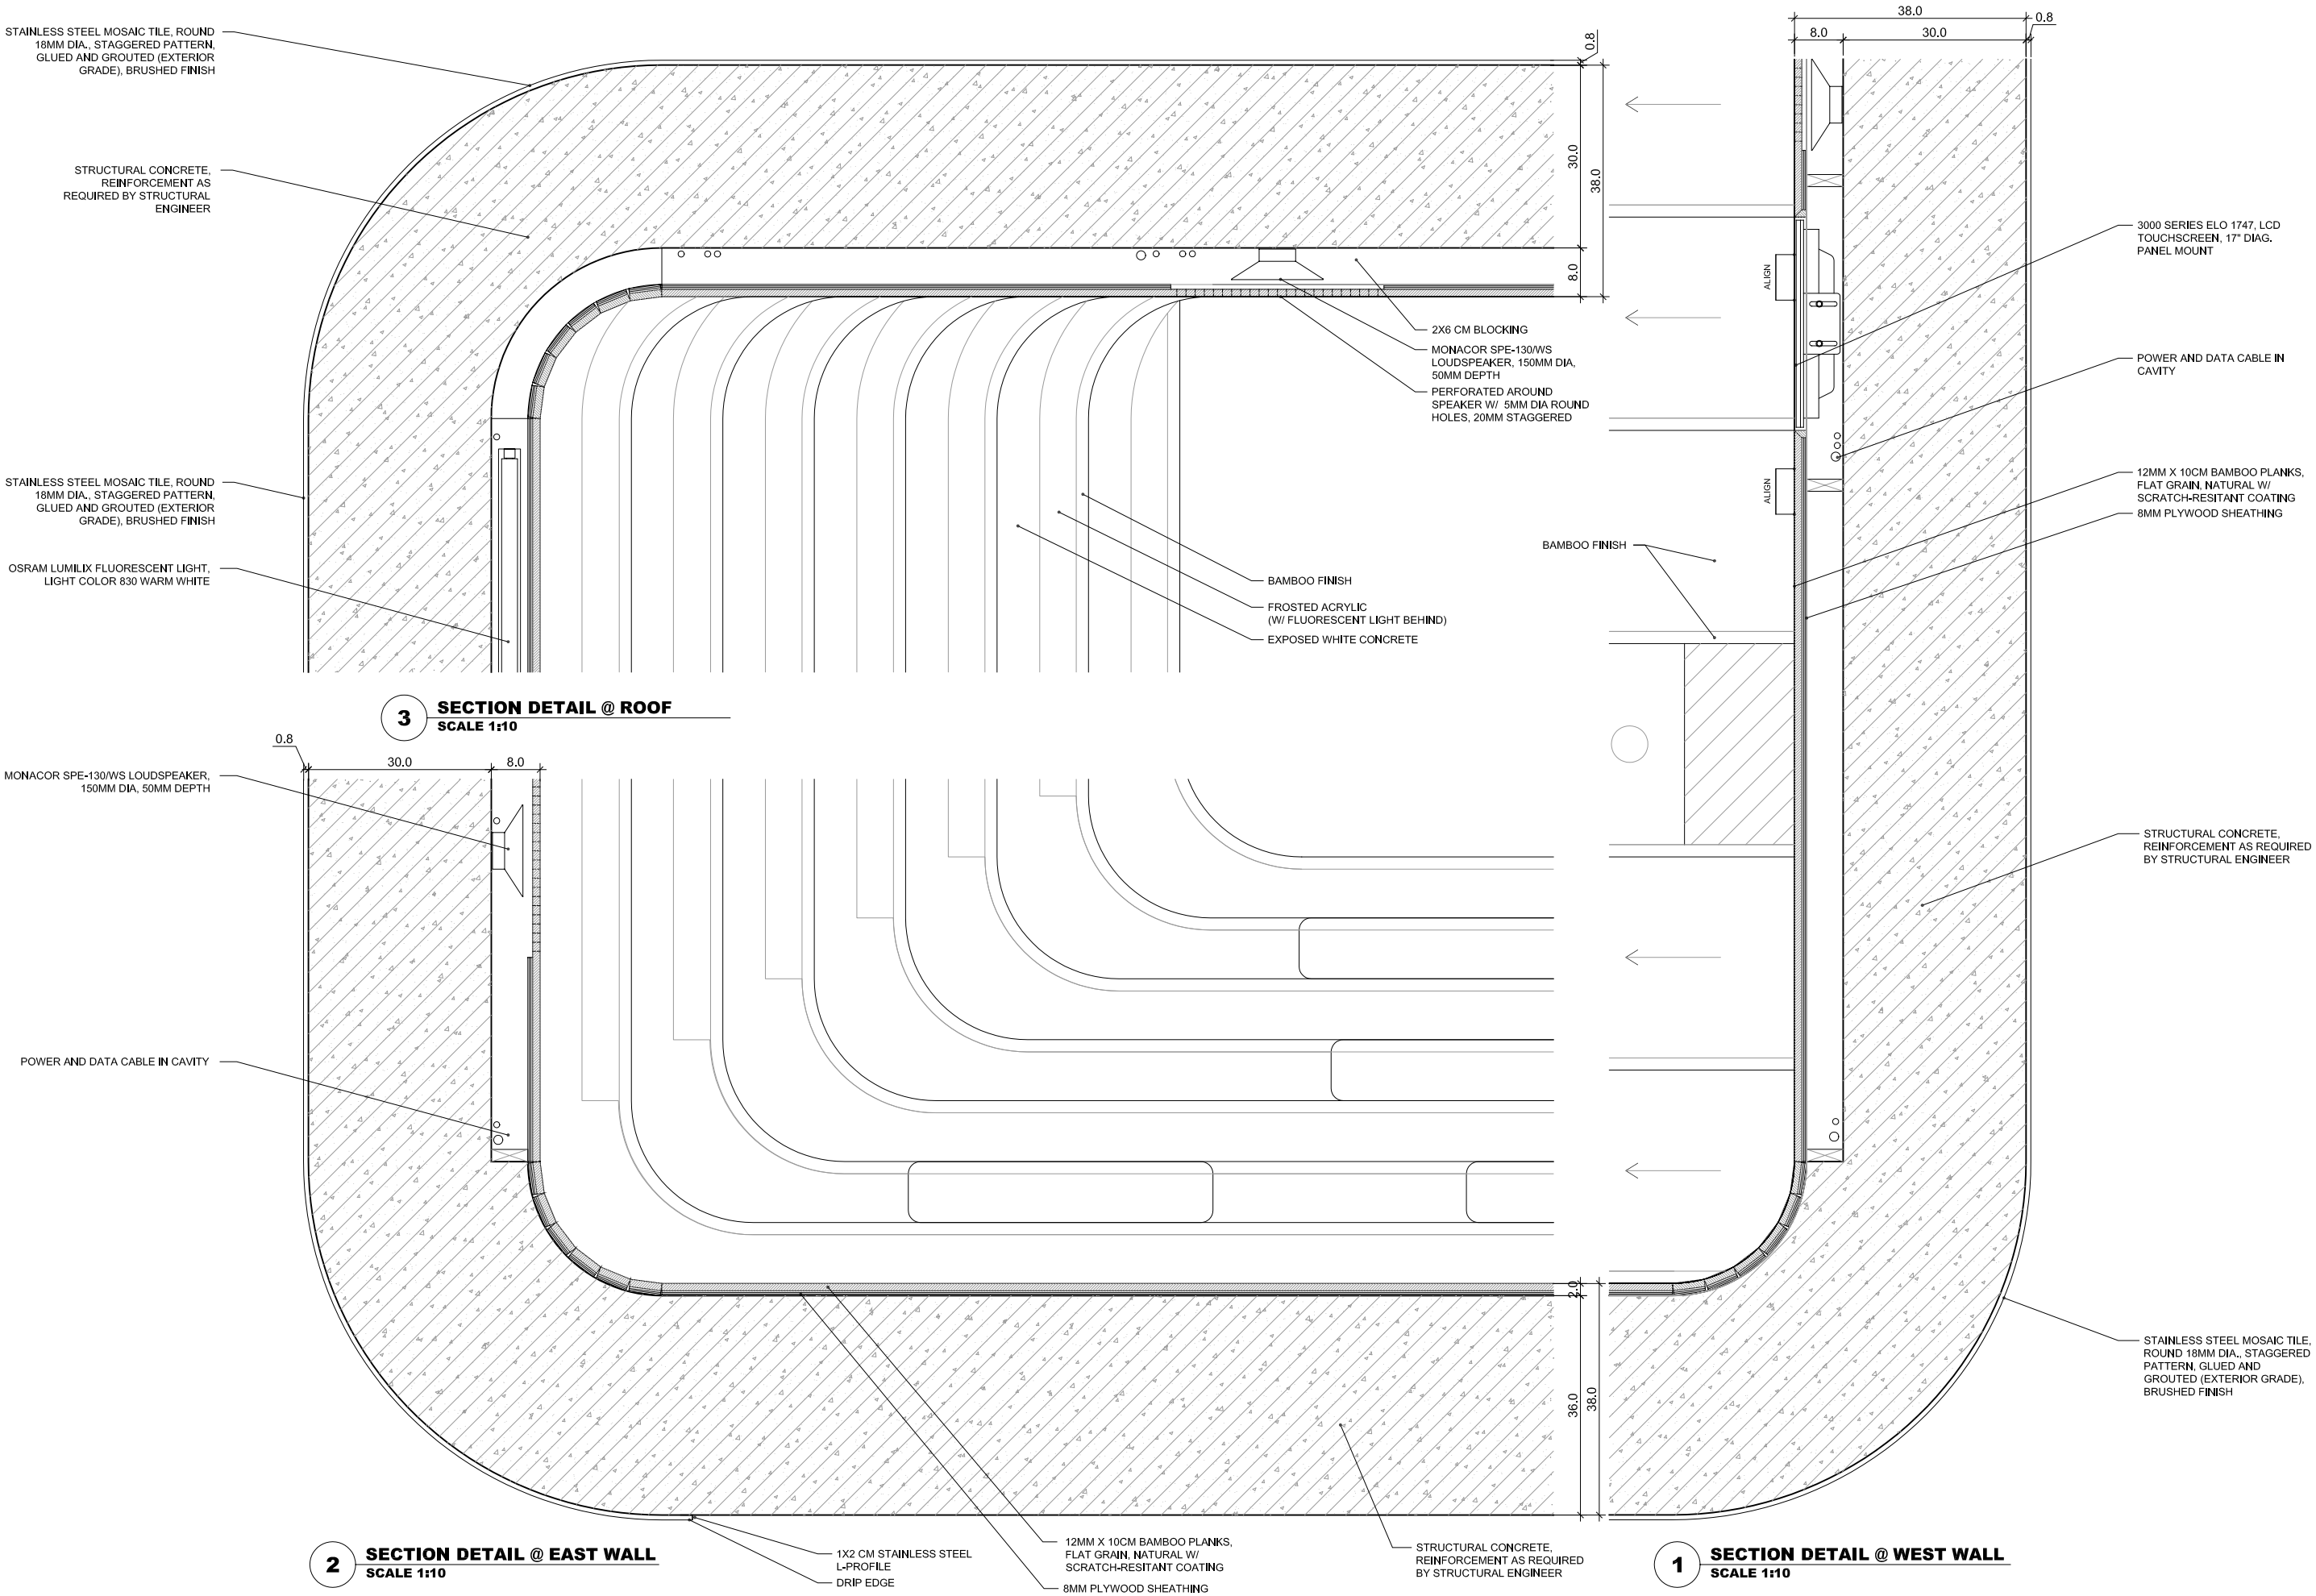 STAINLESS STEEL MOSAIC TILE, ROUND
18MM DIA., STAGGERED PATTERN,
GLUED AND GROUTED (EXTERIOR
GRADE), BRUSHED FINISH
STRUCTURAL CONCRETE,
REINFORCEMENT AS
REQUIRED BY STRUCTURAL
ENGINEER
STAINLESS STEEL MOSAIC TILE, ROUND
18MM DIA., STAGGERED PATTERN,
GLUED AND GROUTED (EXTERIOR
GRADE), BRUSHED FINISH
OSRAM LUMILIX FLUORESCENT LIGHT,
LIGHT COLOR 830 WARM WHITE
0.8
30.0
38.0
8.0
2X6 CM BLOCKING
MONACOR SPE-130/WS
LOUDSPEAKER, 150MM DIA,
50MM DEPTH
PERFORATED AROUND
SPEAKER W/ 5MM DIA ROUND
HOLES, 20MM STAGGERED
BAMBOO FINISH
FROSTED ACRYLIC
(W/ FLUORESCENT LIGHT BEHIND)
EXPOSED WHITE CONCRETE
3
SECTION DETAIL @ ROOF
SCALE 1:10
0.8
30.0
8.0
MONACOR SPE-130/WS LOUDSPEAKER,
150MM DIA, 50MM DEPTH
POWER AND DATA CABLE IN CAVITY
2.0
36.0
38.0
2
SECTION DETAIL @ EAST WALL
SCALE 1:10
1X2 CM STAINLESS STEEL
L-PROFILE
DRIP EDGE
12MM X 10CM BAMBOO PLANKS,
FLAT GRAIN, NATURAL W/
SCRATCH-RESITANT COATING
8MM PLYWOOD SHEATHING
STRUCTURAL CONCRETE,
REINFORCEMENT AS REQUIRED
BY STRUCTURAL ENGINEER
38.0
0.8
8.0
30.0
ALIGN
ALIGN
BAMBOO FINISH
3000 SERIES ELO 1747, LCD
TOUCHSCREEN, 17" DIAG.
PANEL MOUNT
POWER AND DATA CABLE IN
CAVITY
12MM X 10CM BAMBOO PLANKS,
FLAT GRAIN, NATURAL W/
SCRATCH-RESITANT COATING
8MM PLYWOOD SHEATHING
STRUCTURAL CONCRETE,
REINFORCEMENT AS REQUIRED
BY STRUCTURAL ENGINEER
STAINLESS STEEL MOSAIC TILE,
ROUND 18MM DIA., STAGGERED
PATTERN, GLUED AND
GROUTED (EXTERIOR GRADE),
BRUSHED FINISH
1
SECTION DETAIL @ WEST WALL
SCALE 1:10